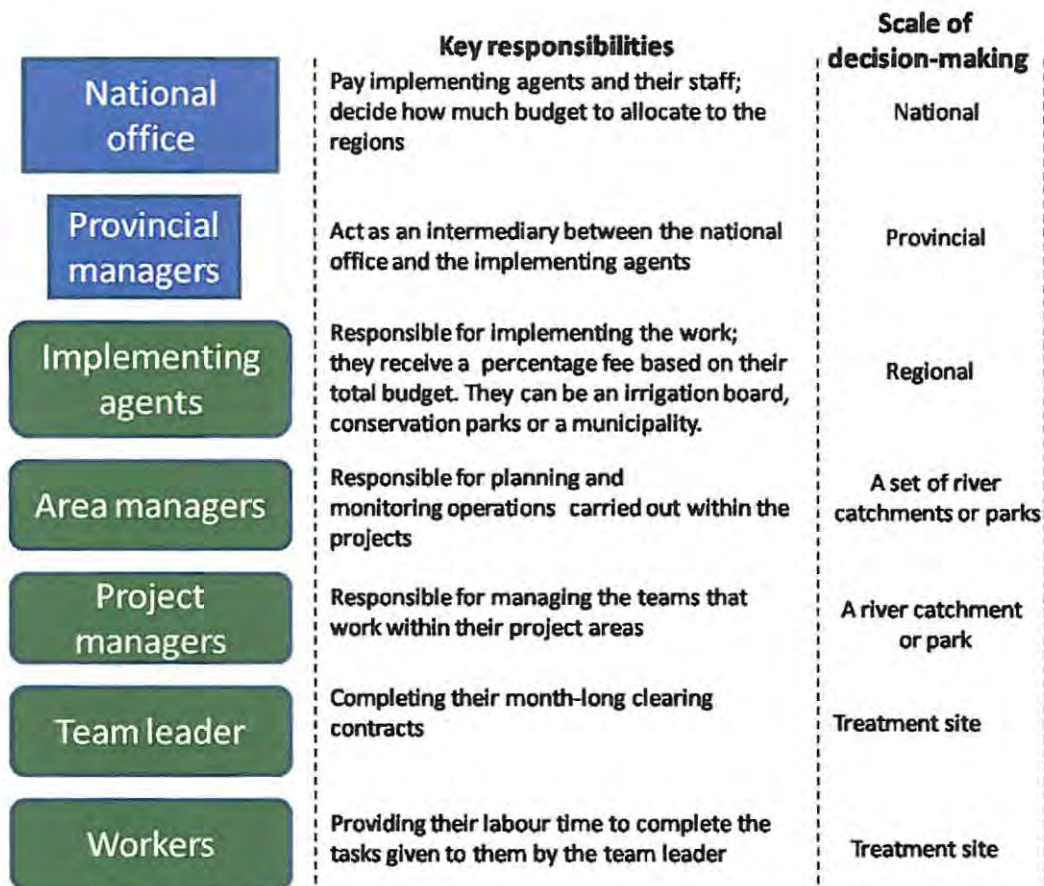 Key responsibilities
Scale of
decision-making
National
office
Pay implementing agents and their staff;
decide how much budget to allocate to the
regions
National
Provincial
managers
Act as an intermediary between the national
office and the implementing agents
Provincial
Implementing
agents
Responsible for implementing the work;
they receive a percentage fee based on their
total budget. They can be an irrigation board,
conservation parks or a municipality.
Regional
Area managers
Responsible for planning and
monitoring operations carried out within the
projects
A set of river
catchments or parks
Project
managers
Responsible for managing the teams that
work within their project areas
A river catchment
or park
Team leader
Completing their month-long clearing
contracts
Treatment site
Workers
Providing their labour time to complete the
tasks given to them by the team leader
Treatment site